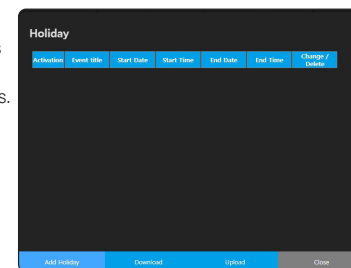 Holiday
s
Activation Event title Start Date Start Time End Date End Time Change / Delete
s.
Add Holiday Download Upload Close